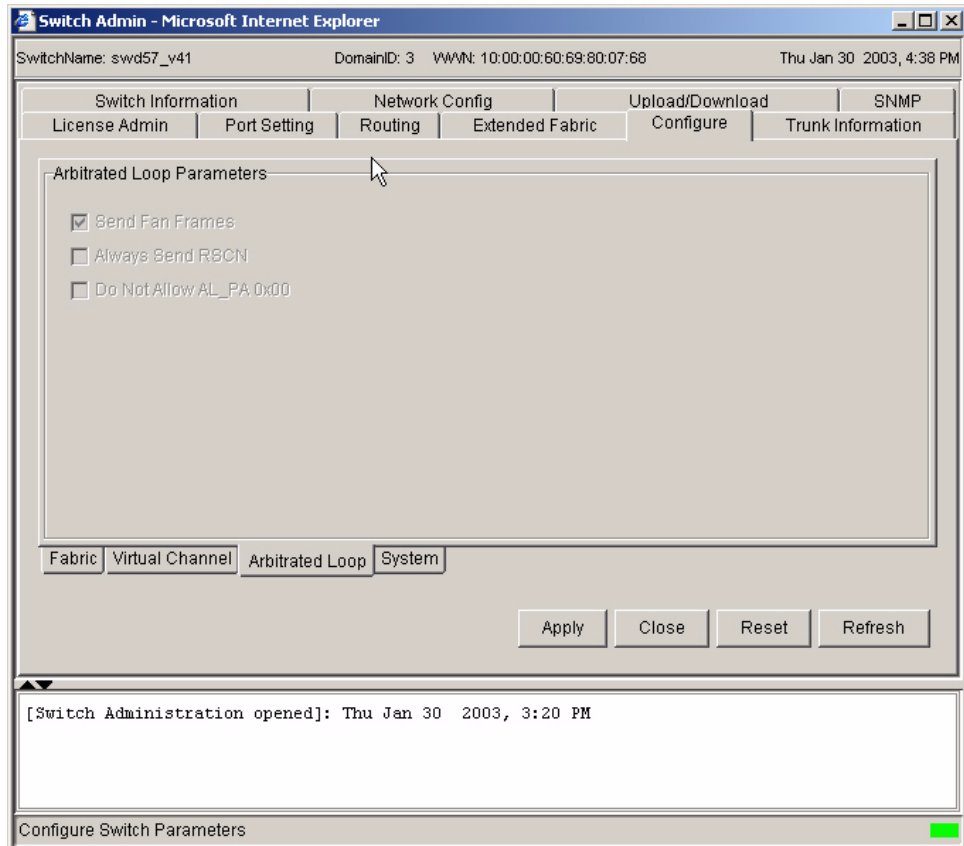 Switch Admin - Microsoft Internet Explorer
SwitchName: swd57_v41 DomainID: 3 WWN: 10:00:00:60:69:80:07:68 Thu Jan 30 2003, 4:38 PM
Switch Information Network Config Upload/Download SNMP
License Admin Port Setting Routing Extended Fabric Configure Trunk Information
Arbitrated Loop Parameters
Send Fan Frames
Always Send RSCN
Do Not Allow AL_PA 0x00
Fabric Virtual Channel Arbitrated Loop System
Apply Close Reset Refresh
[Switch Administration opened]: Thu Jan 30 2003, 3:20 PM
Configure Switch Parameters